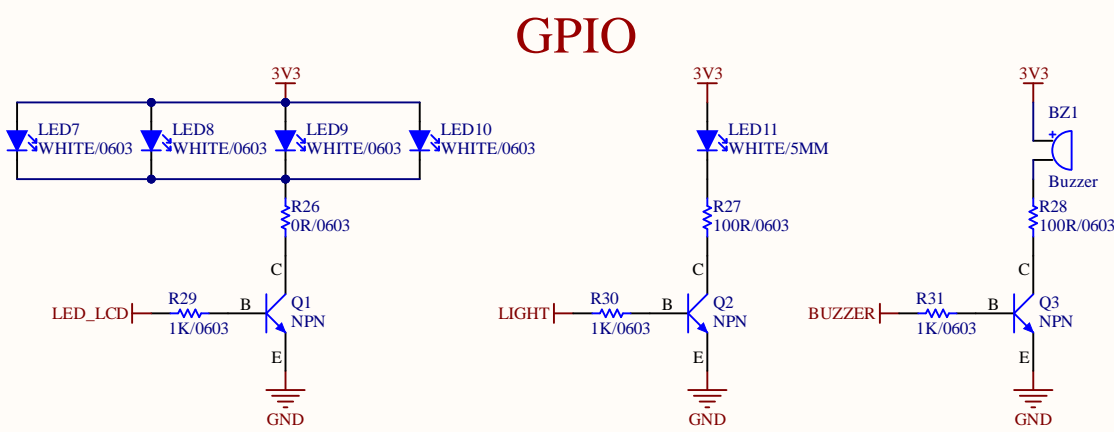 GPIO
3V3
LED7
WHITE/0603
LED8
WHITE/0603
LED9
WHITE/0603
LED10
WHITE/0603
R26
0R/0603
C
LED_LCD
R29
1K/0603
B
Q1
NPN
E
GND
3V3
LED11
WHITE/5MM
R27
100R/0603
C
LIGHT
R30
1K/0603
B
Q2
NPN
E
GND
3V3
BZ1
+
Buzzer
R28
100R/0603
C
BUZZER
R31
1K/0603
B
Q3
NPN
E
GND